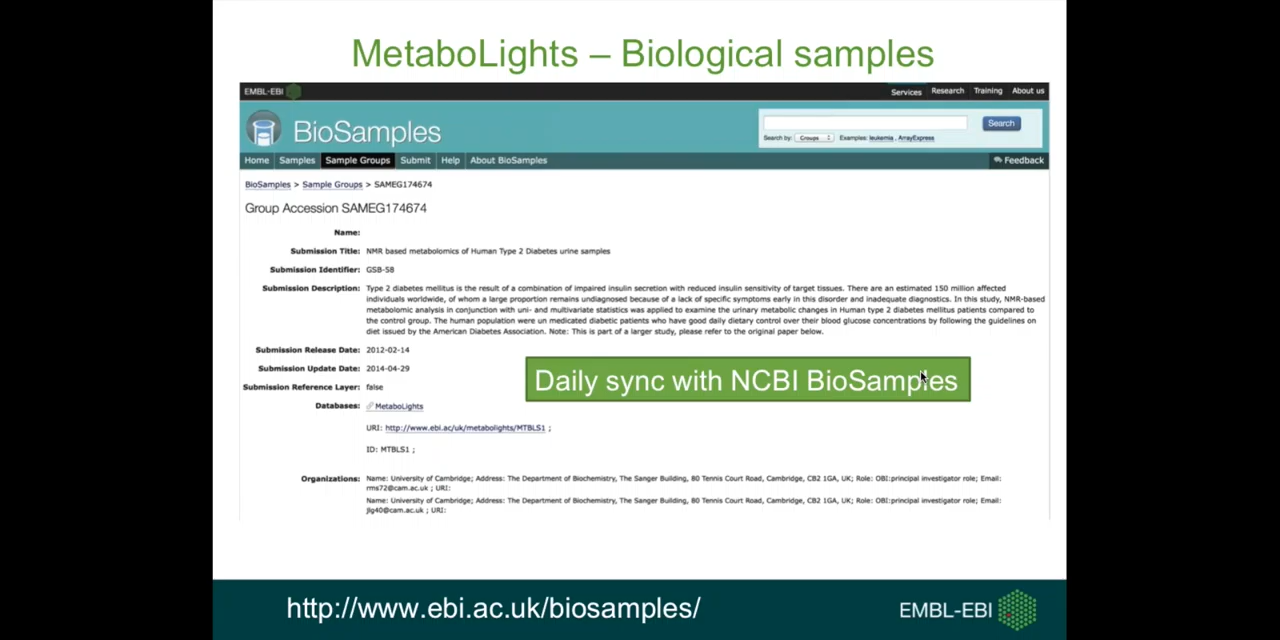 MetaboLights – Biological samples
EMBL-EBI
Services Research Training About us
BioSamples
Search
Search by: Groups Examples: leukemia , ArrayExpress
Home Samples Sample Groups Submit Help About BioSamples Feedback
BioSamples > Sample Groups > SAMEG174674
Group Accession SAMEG174674
Name:
Submission Title: NMR based metabolomics of Human Type 2 Diabetes urine samples
Submission Identifier: GSB-58
Submission Description: Type 2 diabetes mellitus is the result of a combination of impaired insulin secretion with reduced insulin sensitivity of target tissues. There are an estimated 150 million affected
individuals worldwide, of whom a large proportion remains undiagnosed because of a lack of specific symptoms early in this disorder and inadequate diagnostics. In this study, NMR-based
metabolomic analysis in conjunction with uni- and multivariate statistics was applied to examine the urinary metabolic changes in Human type 2 diabetes mellitus patients compared to
the control group. The human population were un medicated diabetic patients who have good daily dietary control over their blood glucose concentrations by following the guidelines on
diet issued by the American Diabetes Association. Note: This is part of a larger study, please refer to the original paper below.
Submission Release Date: 2012-02-14
Submission Update Date: 2014-04-29
Daily sync with NCBI BioSamples
Submission Reference Layer: false
Databases: MetaboLights
URI: http://www.ebi.ac/uk/metabolights/MTBLS1 ;
ID: MTBLS1 ;
Organizations: Name: University of Cambridge; Address: The Department of Biochemistry, The Sanger Building, 80 Tennis Court Road, Cambridge, CB2 1GA, UK; Role: OBI:principal investigator role; Email:
rms72@cam.ac.uk ; URI:
Name: University of Cambridge; Address: The Department of Biochemistry, The Sanger Building, 80 Tennis Court Road, Cambridge, CB2 1GA, UK; Role: OBI:principal investigator role; Email:
jlg40@cam.ac.uk ; URI:
http://www.ebi.ac.uk/biosamples/
EMBL-EBI